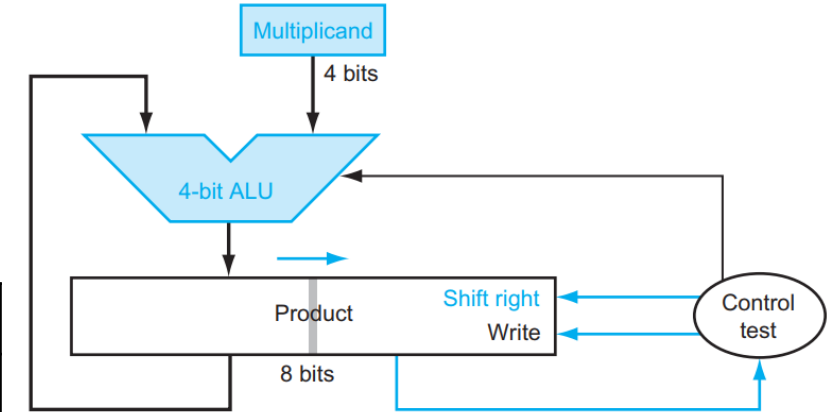 Multiplicand
4 bits
4-bit ALU
Product
Shift right
Write
Control
test
8 bits